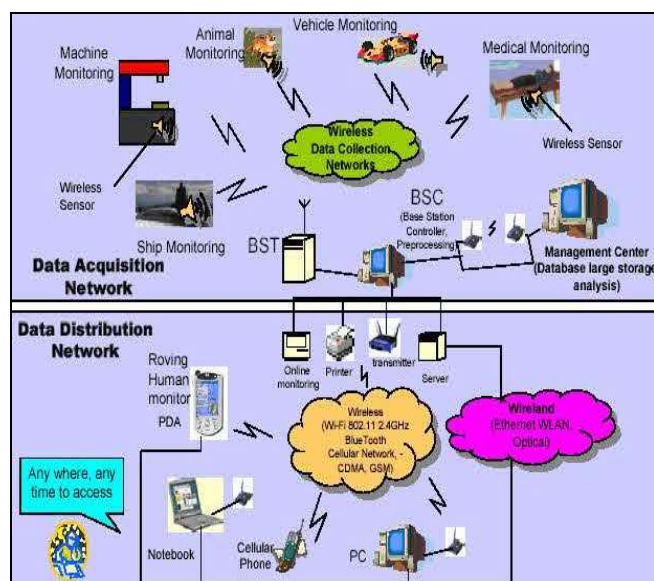 Machine
Monitoring
Animal
Monitoring
Vehicle Monitoring
Medical Monitoring
Wireless
Data Collection
Networks
Wireless Sensor
Wireless
Sensor
Ship Monitoring
BST
BSC
(Base Station
Controller,
Preprocessing)
Management Center
(Database large storage
analysis)
Data Acquisition
Network
Data Distribution
Network
Online
monitoring
Printer
transmitter
Server
Roving
Human
monitor
PDA
Wireless
(Wi-Fi 802.11 2.4GHz
BlueTooth
Cellular Network, -
CDMA, GSM)
Wireland
(Ethernet WLAN,
Optical)
Any where, any
time to access
Notebook
Cellular
Phone
PC